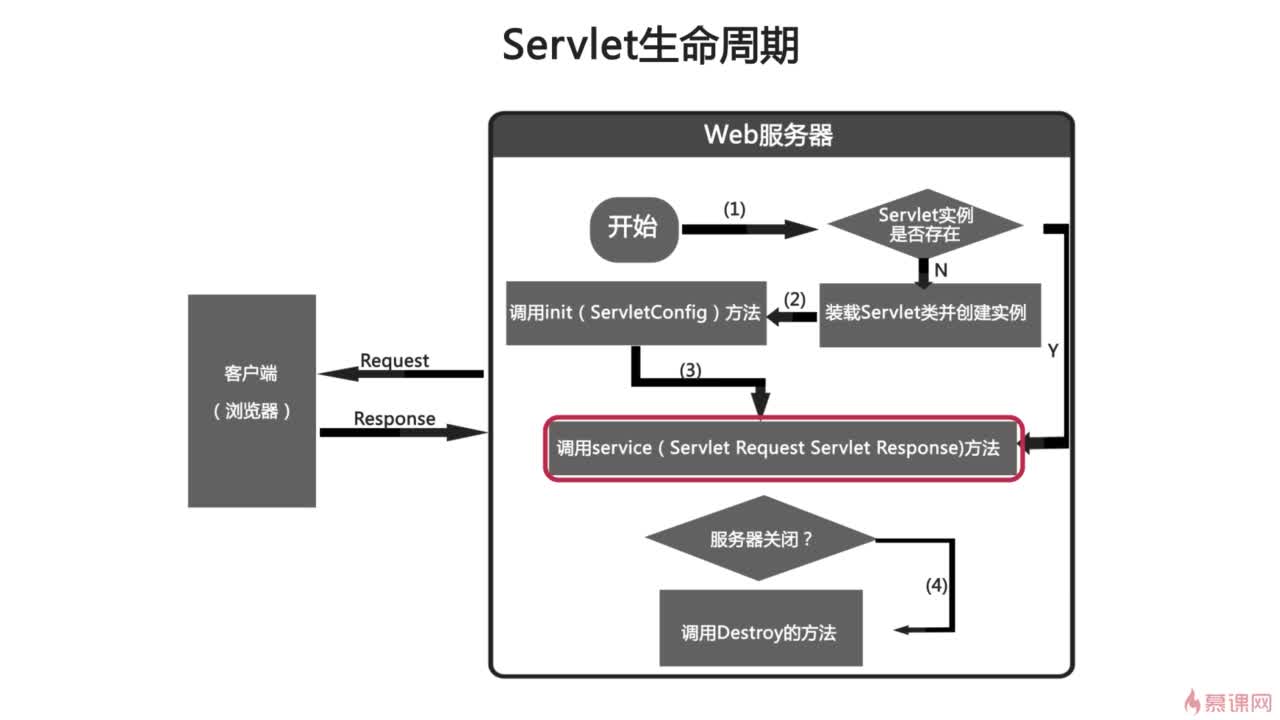 Servlet生命周期
Web服务器
开始
(1)
Servlet实例
是否存在
N
调用init（ServletConfig）方法
(2)
装载Servlet类并创建实例
Y
(3)
客户端
（浏览器）
Request
Response
调用service（Servlet Request Servlet Response)方法
服务器关闭？
(4)
调用Destroy的方法
慕课网